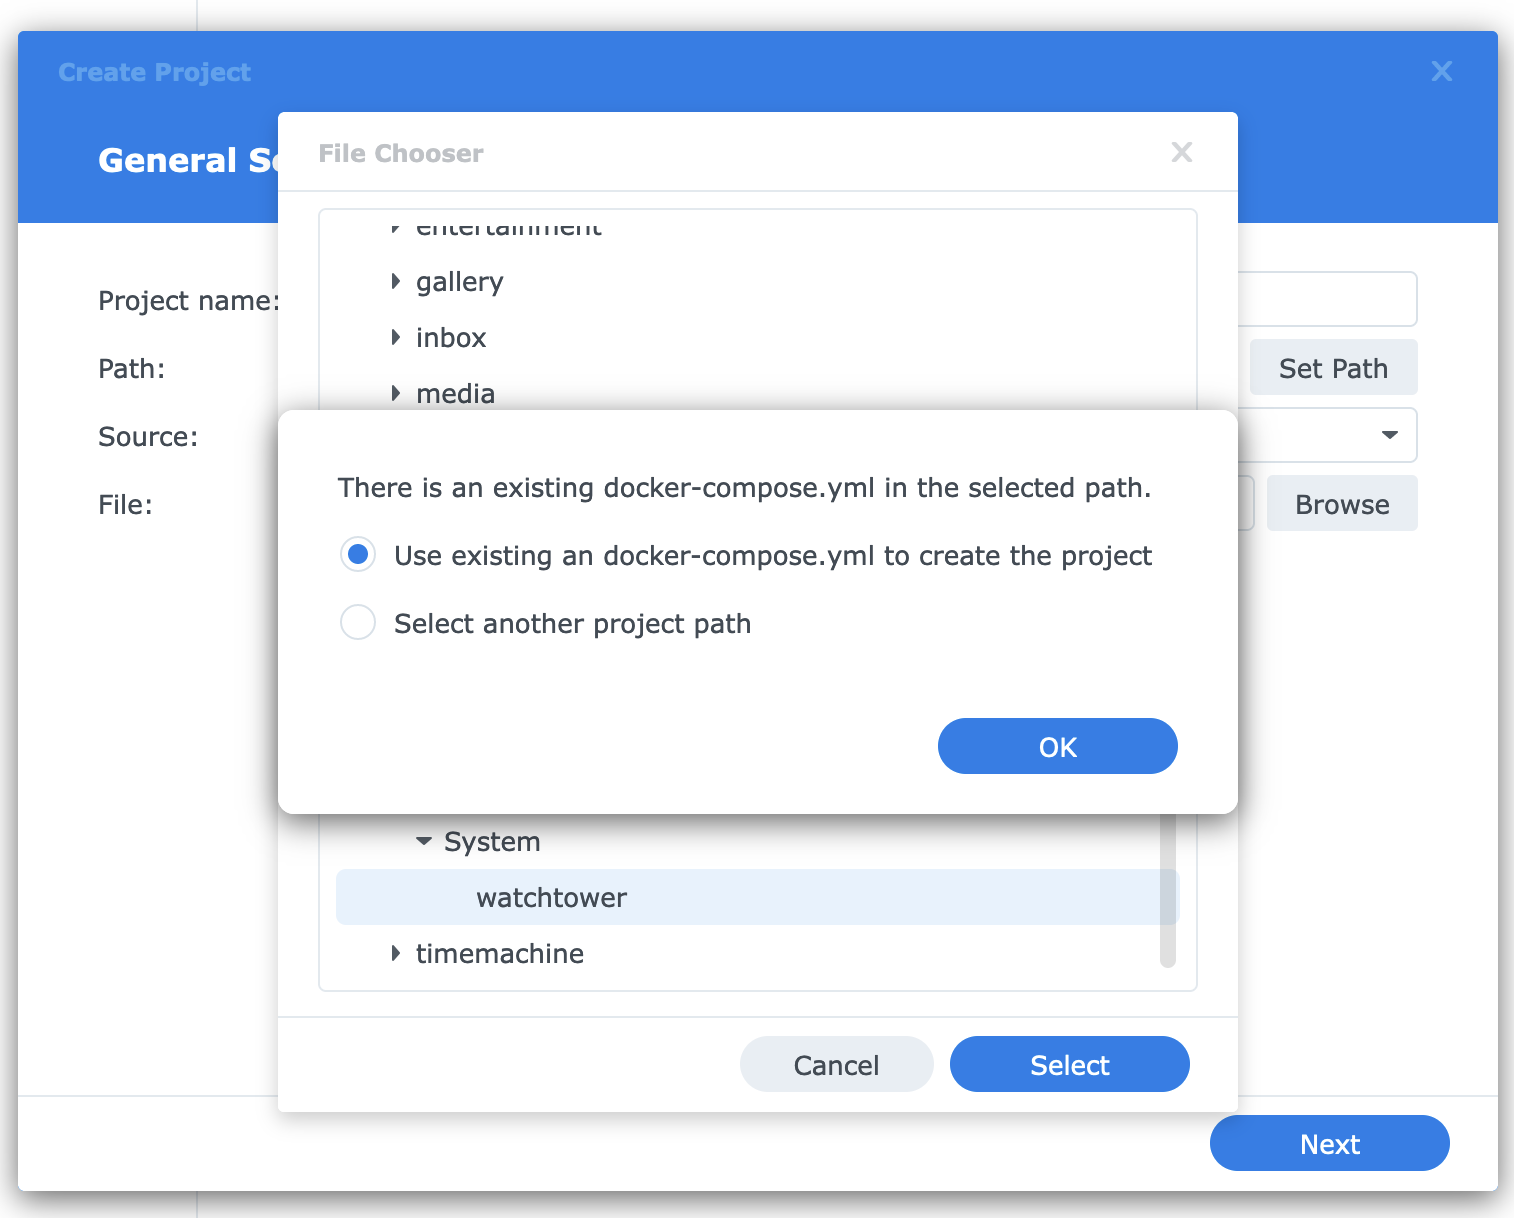 Create Project
General Se
File Chooser
entertainment
gallery
Project name:
inbox
Path:
Set Path
media
Source:
There is an existing docker-compose.yml in the selected path.
File:
Browse
Use existing an docker-compose.yml to create the project
Select another project path
OK
System
watchtower
timemachine
Cancel
Select
Next